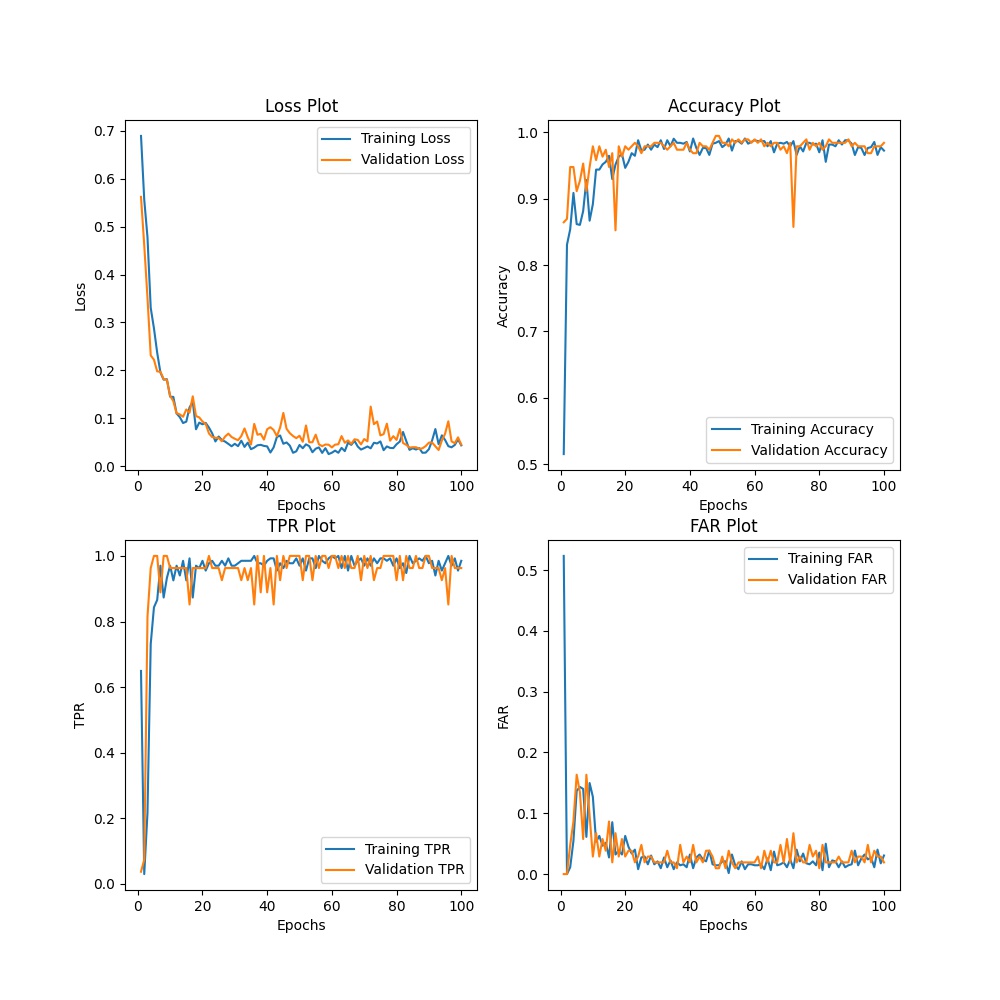 Loss Plot
0.7
0.6
0.5
0.4
0.3
0.2
0.1
0.0
Loss
Training Loss
Validation Loss
0 20 40 60 80 100
Epochs
Accuracy Plot
1.0
0.9
0.8
0.7
0.6
0.5
Accuracy
Training Accuracy
Validation Accuracy
0 20 40 60 80 100
Epochs
TPR Plot
1.0
0.8
0.6
0.4
0.2
0.0
TPR
Training TPR
Validation TPR
0 20 40 60 80 100
Epochs
FAR Plot
0.5
0.4
0.3
0.2
0.1
0.0
FAR
Training FAR
Validation FAR
0 20 40 60 80 100
Epochs